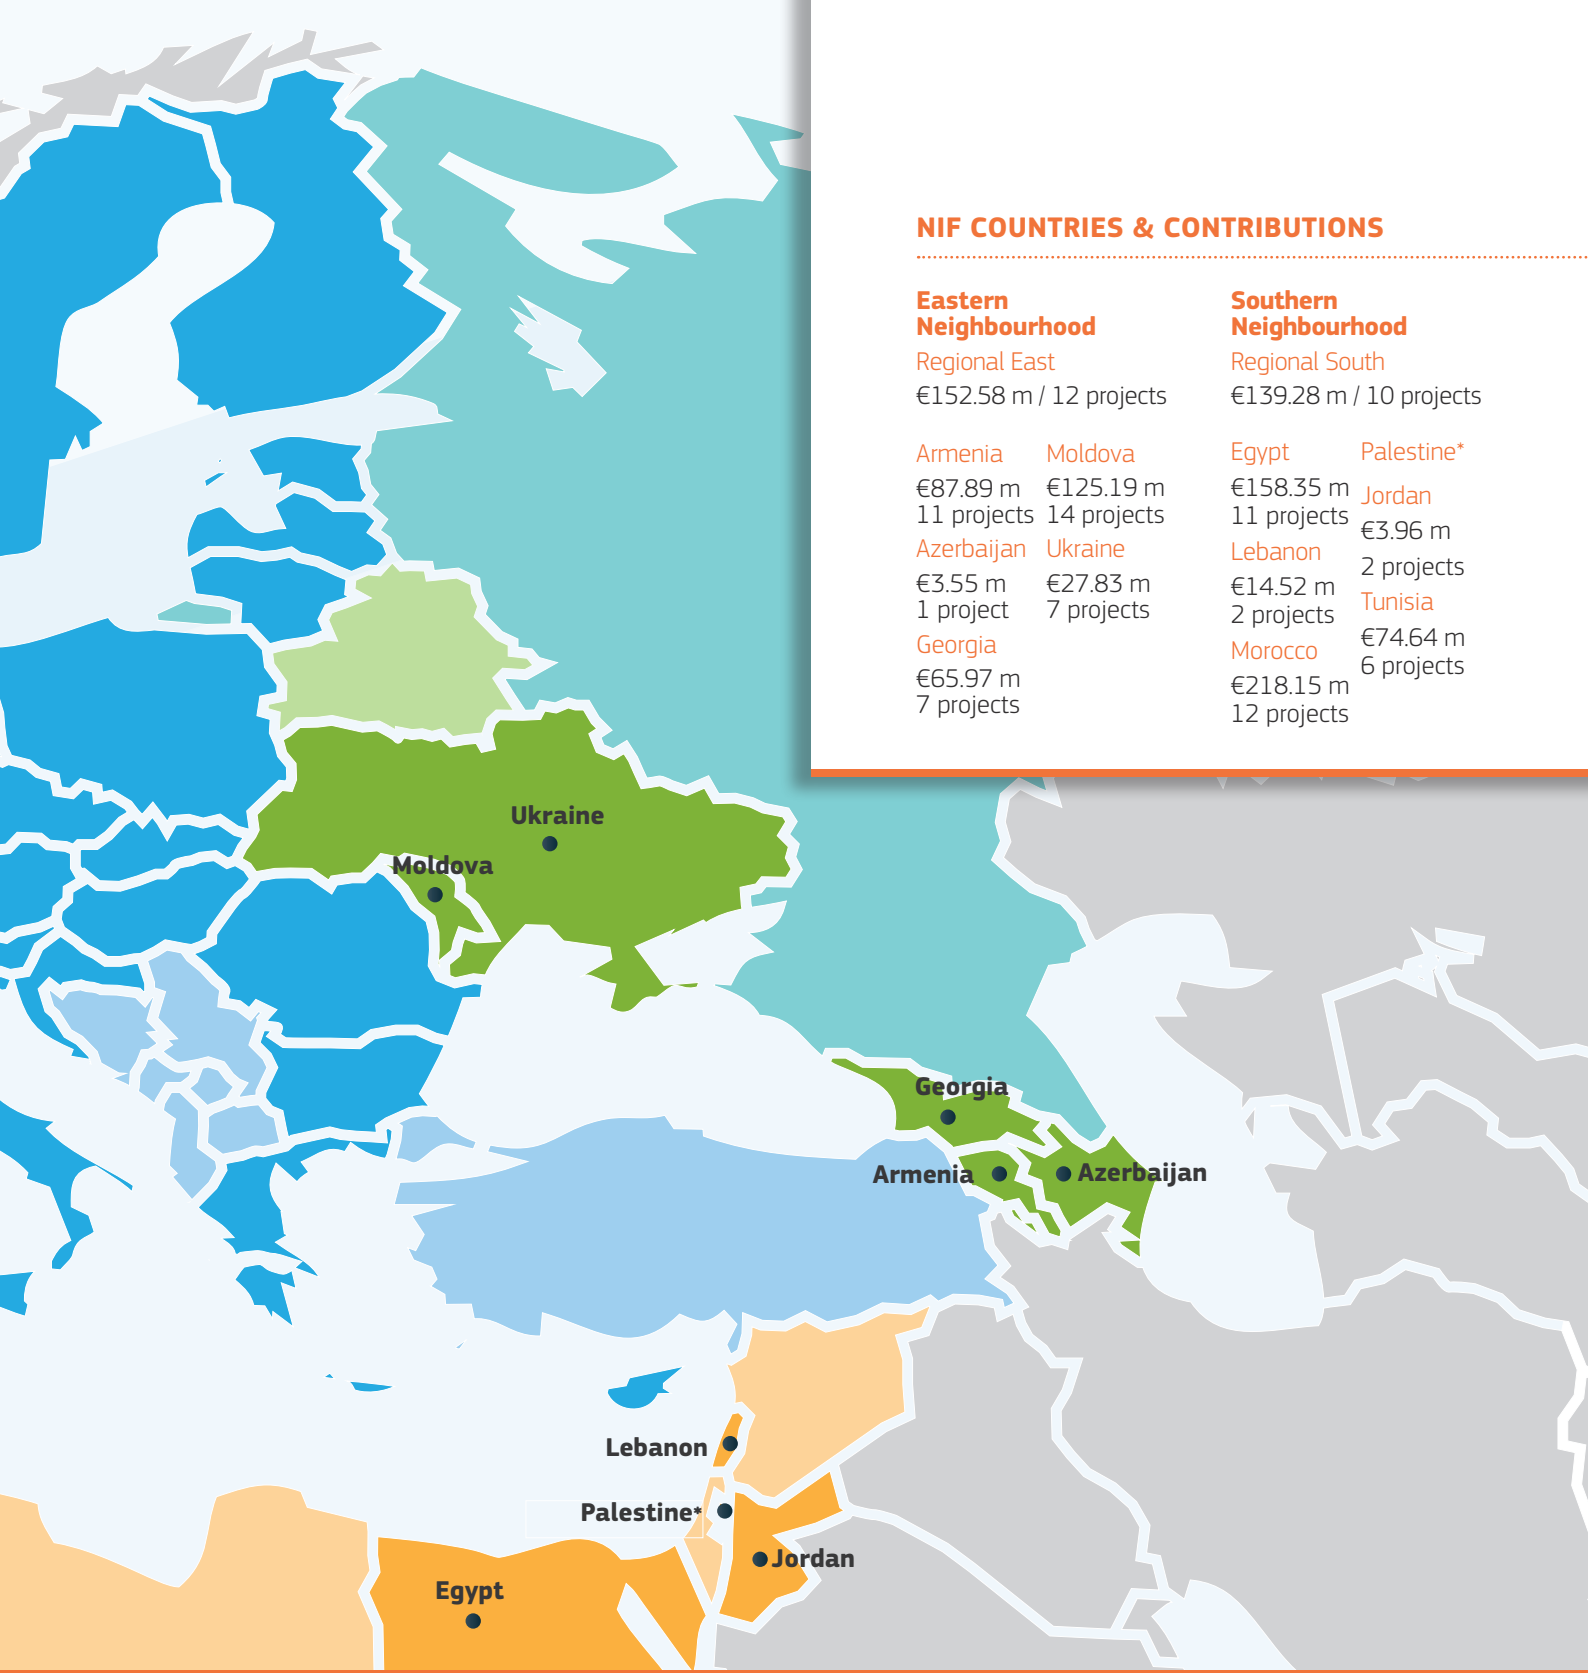 NIF COUNTRIES & CONTRIBUTIONS
Eastern
Neighbourhood
Regional East
€152.58 m / 12 projects
Armenia
€87.89 m
11 projects
Azerbaijan
€3.55 m
1 project
Georgia
€65.97 m
7 projects
Moldova
€125.19 m
14 projects
Ukraine
€27.83 m
7 projects
Southern
Neighbourhood
Regional South
€139.28 m / 10 projects
Egypt
€158.35 m
11 projects
Lebanon
€14.52 m
2 projects
Morocco
€218.15 m
12 projects
Palestine*
Jordan
€3.96 m
2 projects
Tunisia
€74.64 m
6 projects
Ukraine
Moldova
Georgia
Armenia
Azerbaijan
Lebanon
Palestine*
Jordan
Egypt